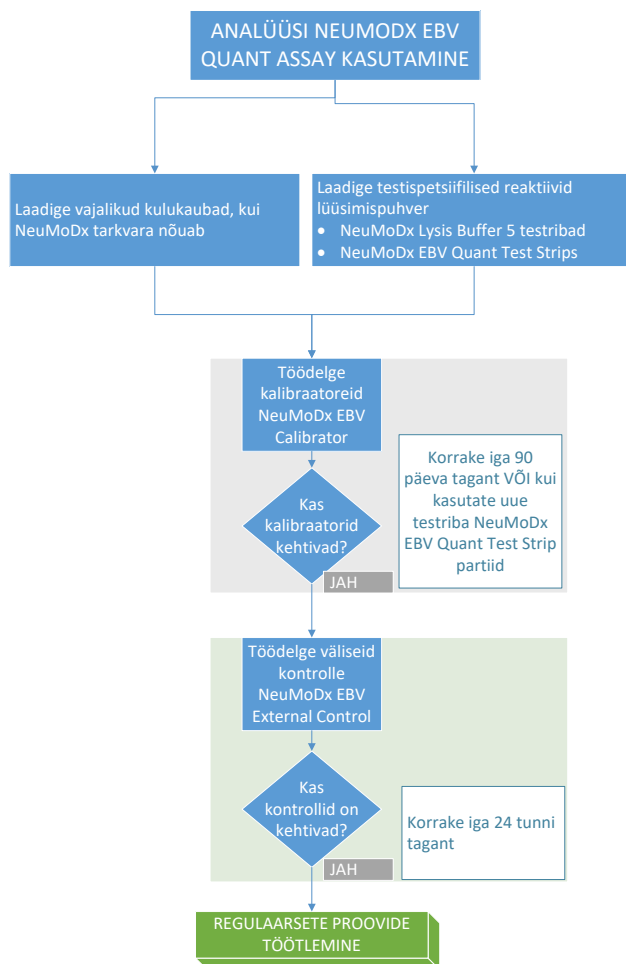 ANALÜÜSI NEUMODX EBV
QUANT ASSAY KASUTAMINE
Laadige vajalikud kulukaubad, kui
NeuMoDx tarkvara nõuab
Laadige testispetsiifilised reaktiivid
lüüsimispuhver
• NeuMoDx Lysis Buffer 5 testribad
• NeuMoDx EBV Quant Test Strips
Töödelge
kalibraatoreid
NeuMoDx EBV
Calibrator
Kas
kalibraatorid
kehtivad?
JAH
Korrake iga 90
päeva tagant VÕI kui
kasutate uue
testriba NeuMoDx
EBV Quant Test Strip
partiid
Töödelge väliseid
kontrolle
NeuMoDx EBV
External Control
Kas
kontrollid on
kehtivad?
JAH
Korrake iga 24 tunni
tagant
REGULAARSETE PROOVIDE
TÖÖTLEMINE